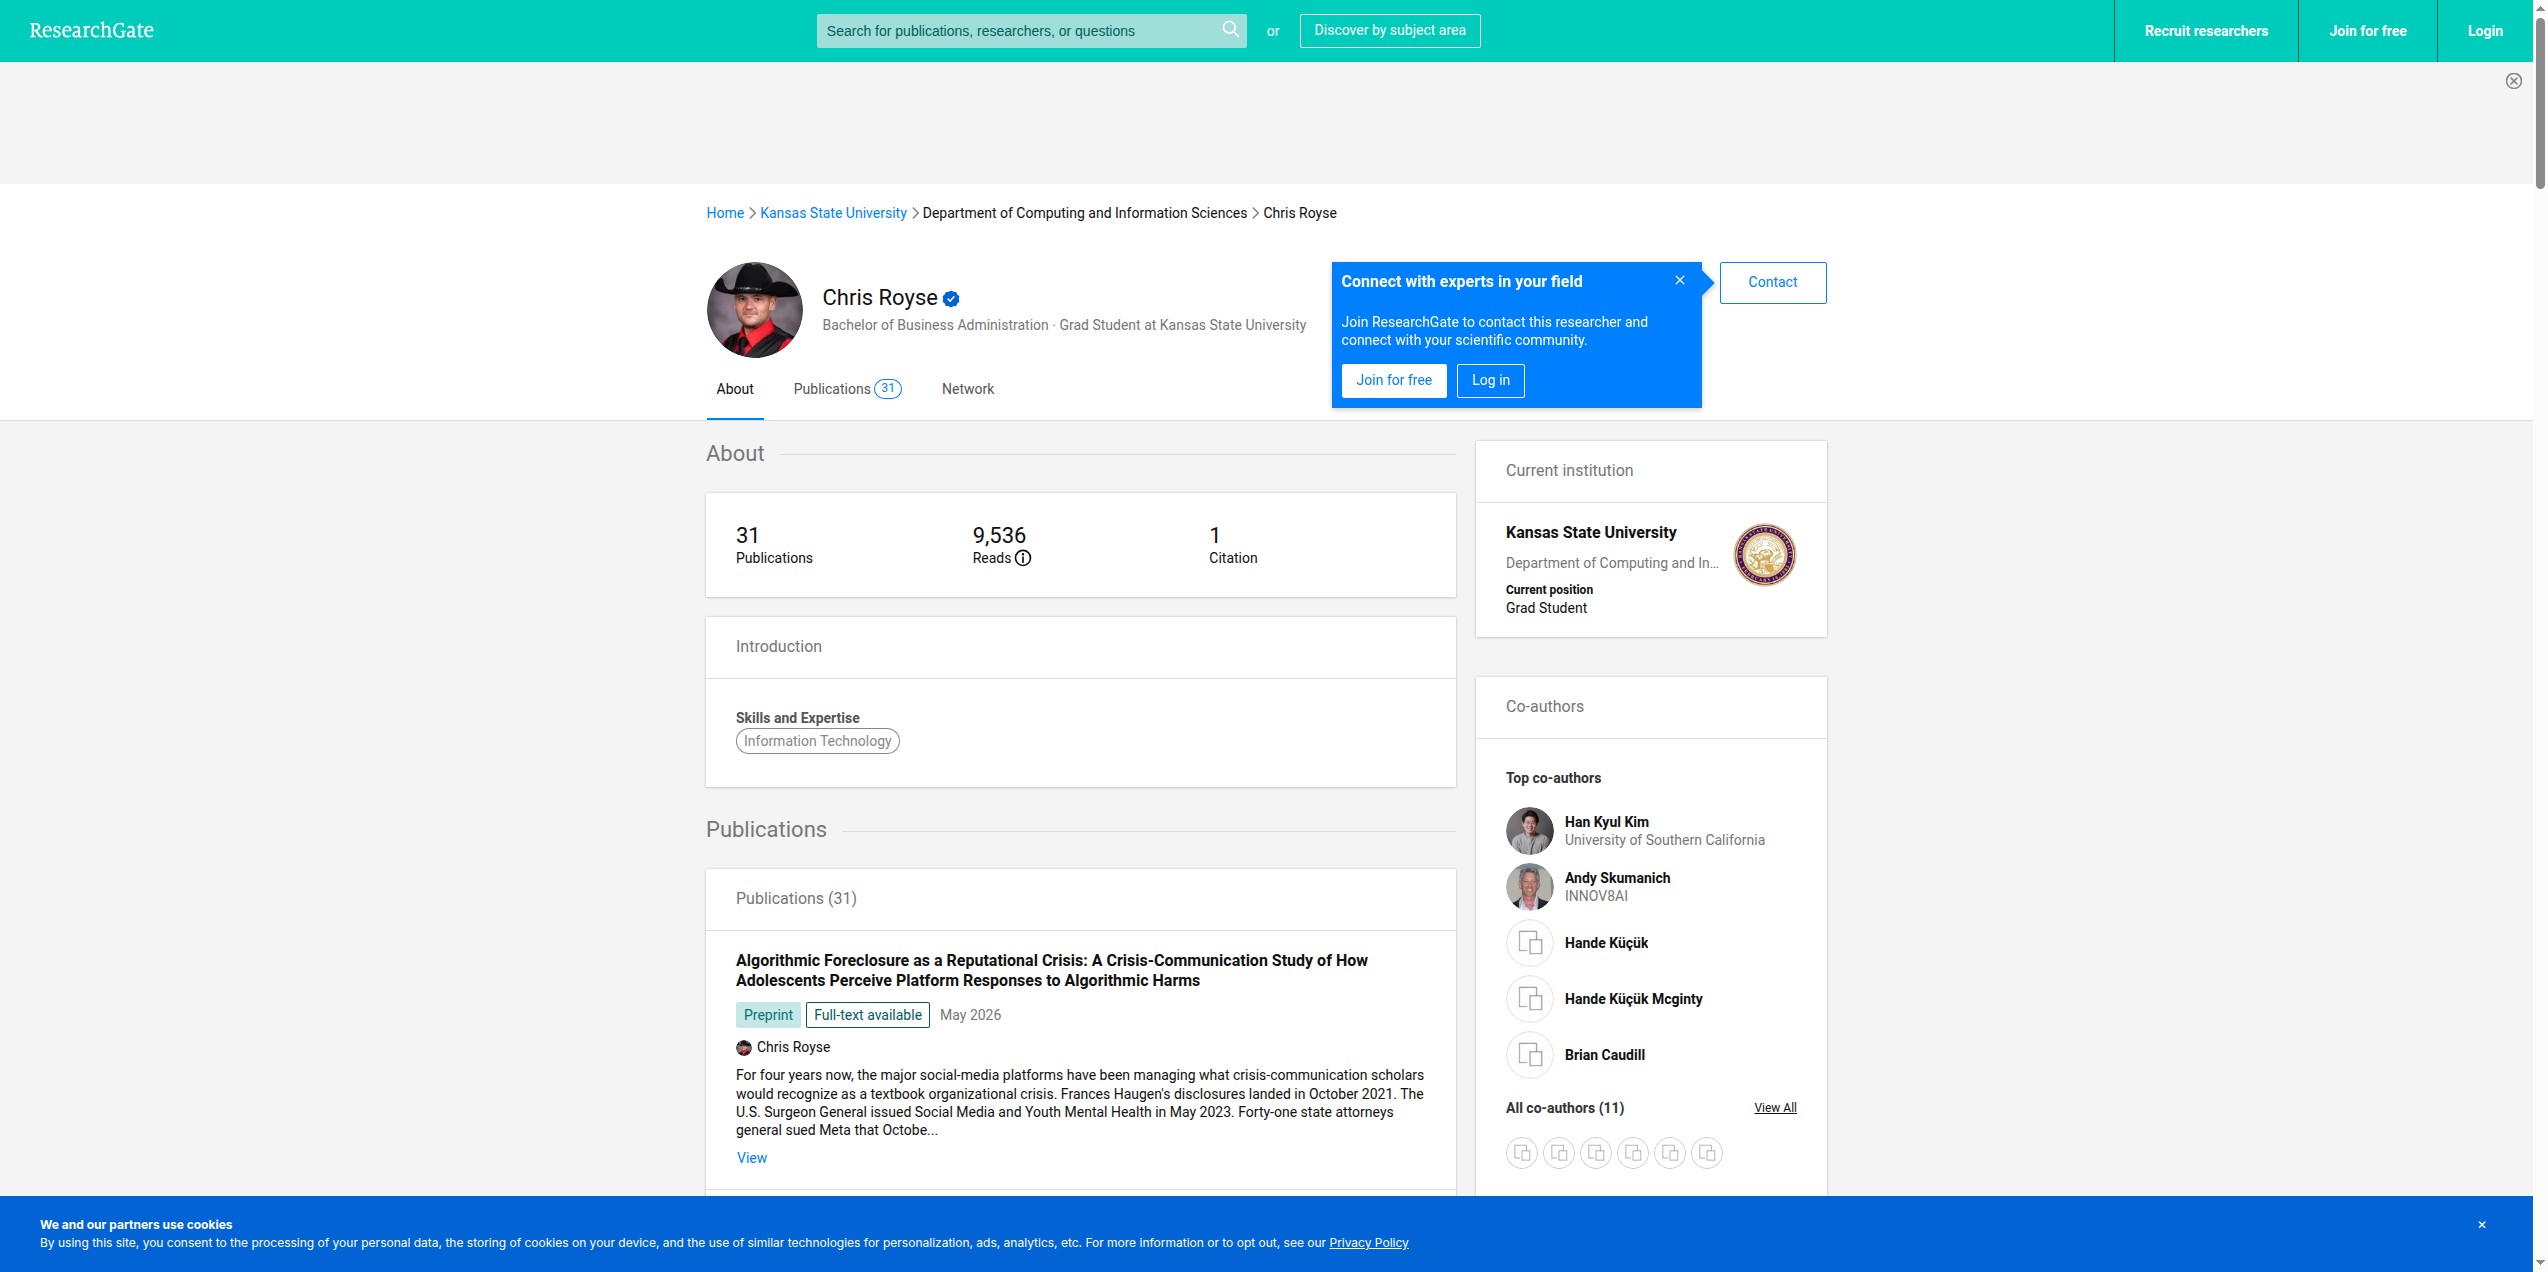 ResearchGate
Search for publications, researchers, or questions
or
Discover by subject area
Recruit researchers
Join for free
Login
Home > Kansas State University > Department of Computing and Information Sciences > Chris Royse
Chris Royse
Bachelor of Business Administration · Grad Student at Kansas State University
Connect with experts in your field
Join ResearchGate to contact this researcher and
connect with your scientific community.
Join for free
Log in
Contact
About
Publications 31
Network
About
31
Publications
9,536
Reads
1
Citation
Introduction
Skills and Expertise
Information Technology
Publications
Publications (31)
Algorithmic Foreclosure as a Reputational Crisis: A Crisis-Communication Study of How
Adolescents Perceive Platform Responses to Algorithmic Harms
Preprint
Full-text available
May 2026
Chris Royse
For four years now, the major social-media platforms have been managing what crisis-communication scholars
would recognize as a textbook organizational crisis. Frances Haugen's disclosures landed in October 2021. The
U.S. Surgeon General issued Social Media and Youth Mental Health in May 2023. Forty-one state attorneys
general sued Meta that Octobe...
View
Current institution
Kansas State University
Department of Computing and In...
Current position
Grad Student
Co-authors
Top co-authors
Han Kyul Kim
University of Southern California
Andy Skumanich
INNOV8AI
Hande Küçük
Hande Küçük Mcginty
Brian Caudill
All co-authors (11)
View All
We and our partners use cookies
By using this site, you consent to the processing of your personal data, the storing of cookies on your device, and the use of similar technologies for personalization, ads, analytics, etc. For more information or to opt out, see our Privacy Policy